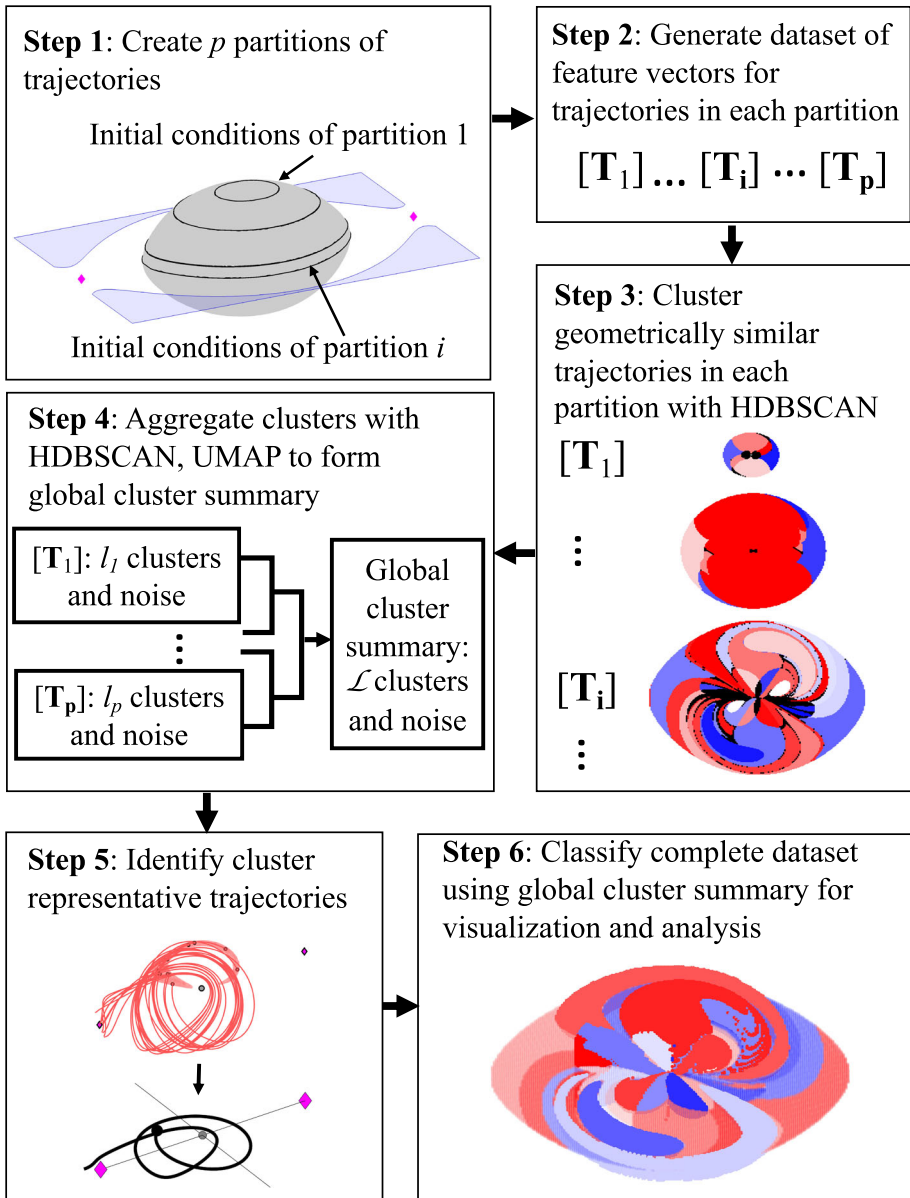 Step 1: Create p partitions of
trajectories
Initial conditions of partition 1
Initial conditions of partition i
Step 2: Generate dataset of
feature vectors for
trajectories in each partition
[T1] ... [Ti] ... [Tp]
Step 3: Cluster
geometrically similar
trajectories in each
partition with HDBSCAN
[T1]
⋮
[Ti]
⋮
Step 4: Aggregate clusters with
HDBSCAN, UMAP to form
global cluster summary
[T1]: l1 clusters
and noise
...
[Tp]: lp clusters
and noise
Global
cluster
summary:
ℒ clusters
and noise
Step 5: Identify cluster
representative trajectories
Step 6: Classify complete dataset
using global cluster summary for
visualization and analysis